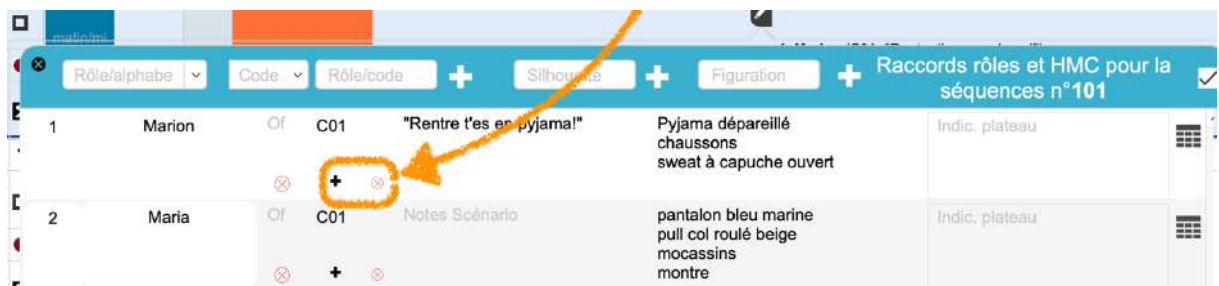 matin/mi
Rôle/alphabe Code Rôle/code Silhouette Figuration Raccords rôles et HMC pour la
séquences n°101
1 Marion Of C01 "Rentre t'es en pyjama!" Pyjama dépareillé Indic. plateau
chaussons
sweat à capuche ouvert
2 Maria Of C01 Notes Scénario pantalon bleu marine Indic. plateau
pull col roulé beige
mocassins
montre